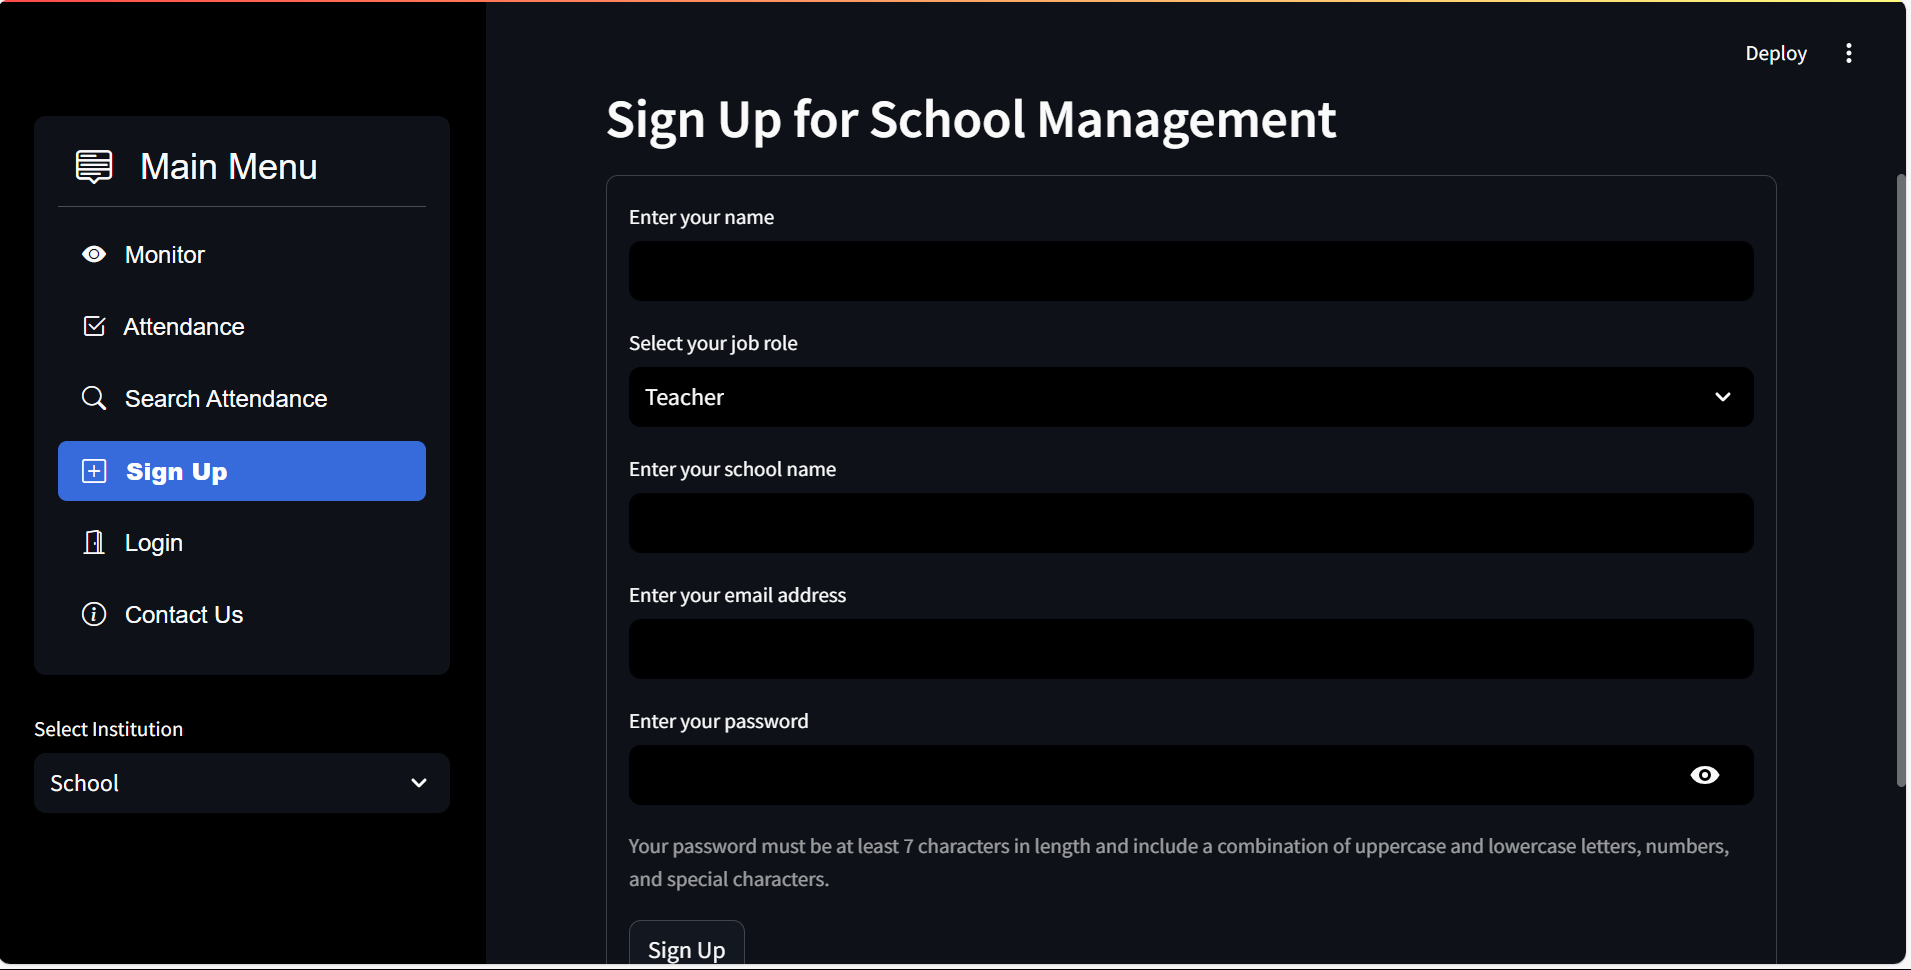 Deploy
Main Menu
Monitor
Attendance
Search Attendance
Sign Up
Login
Contact Us
Select Institution
School
Sign Up for School Management
Enter your name
Select your job role
Teacher
Enter your school name
Enter your email address
Enter your password
Your password must be at least 7 characters in length and include a combination of uppercase and lowercase letters, numbers,
and special characters.
Sign Up